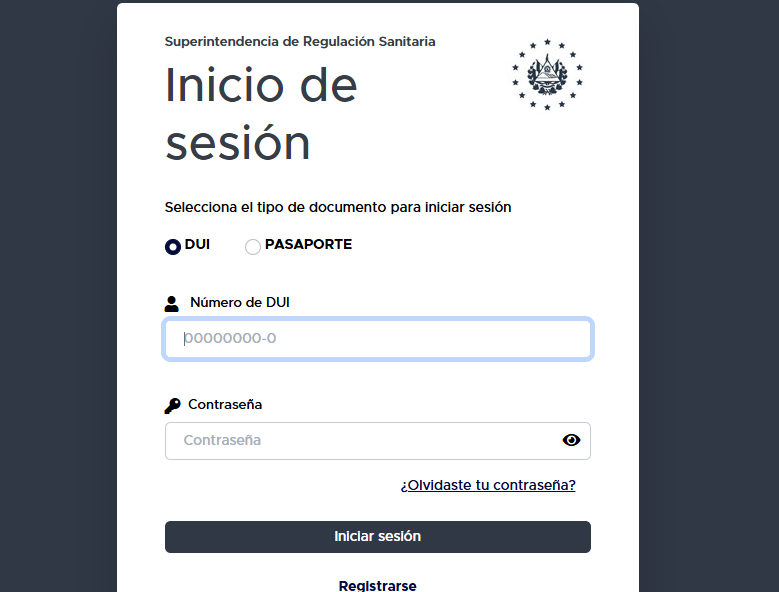 Superintendencia de Regulación Sanitaria
Inicio de
sesión
Selecciona el tipo de documento para iniciar sesión
DUI PASAPORTE
Número de DUI
00000000-0
Contraseña
Contraseña
¿Olvidaste tu contraseña?
Iniciar sesión
Registrarse